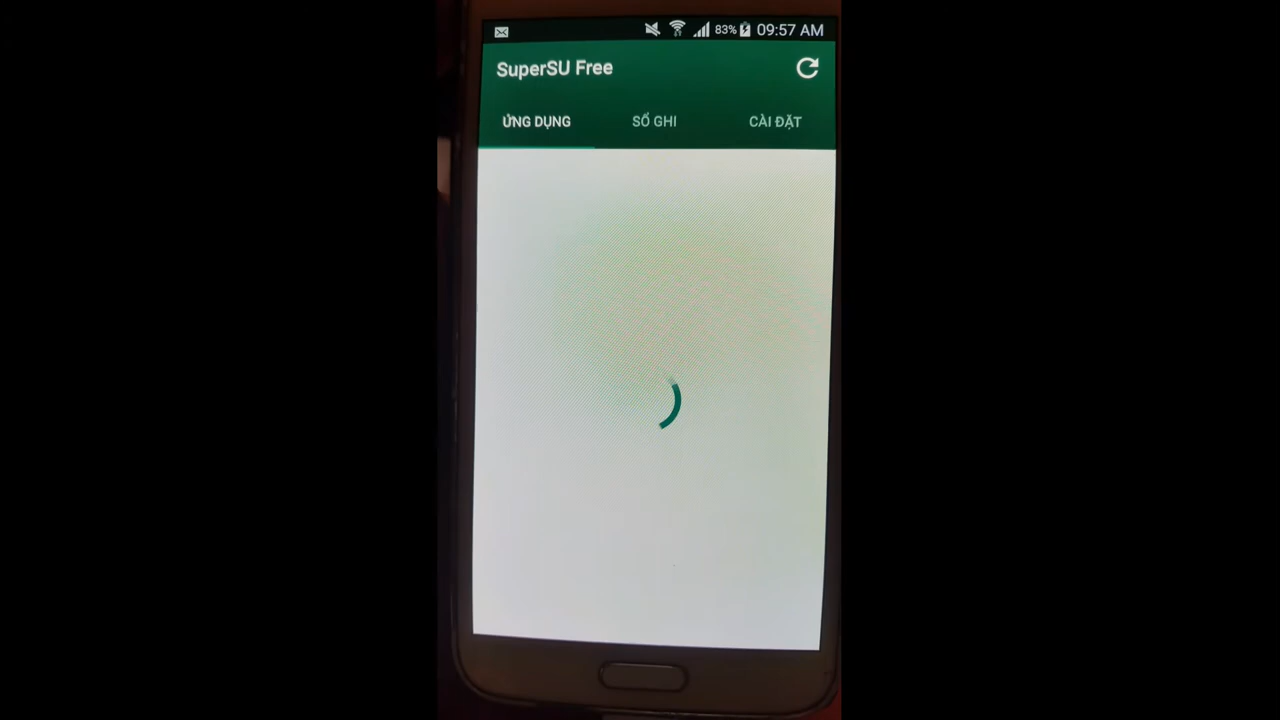 83% 09:57 AM
SuperSU Free
ỨNG DỤNG SỔ GHI CÀI ĐẶT